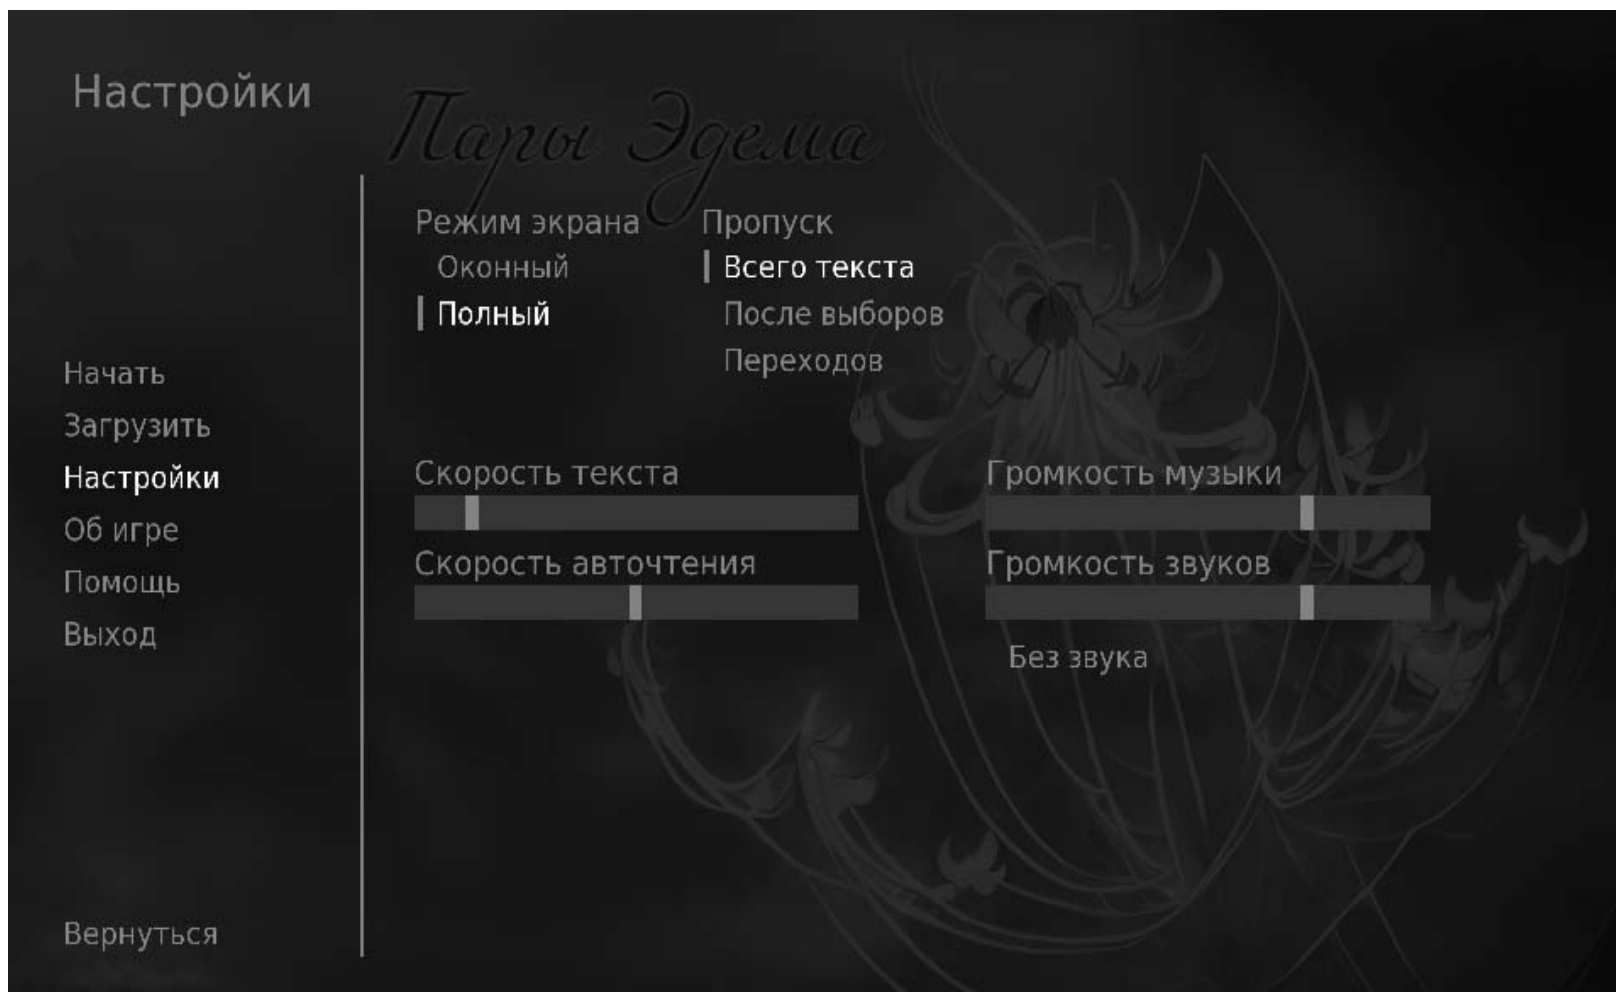 Настройки
Пары Эдема
Режим экрана
Оконный
Полный
Пропуск
Всего текста
После выборов
Переходов
Начать
Загрузить
Настройки
Об игре
Помощь
Выход
Скорость текста
Скорость авточтения
Громкость музыки
Громкость звуков
Без звука
Вернуться